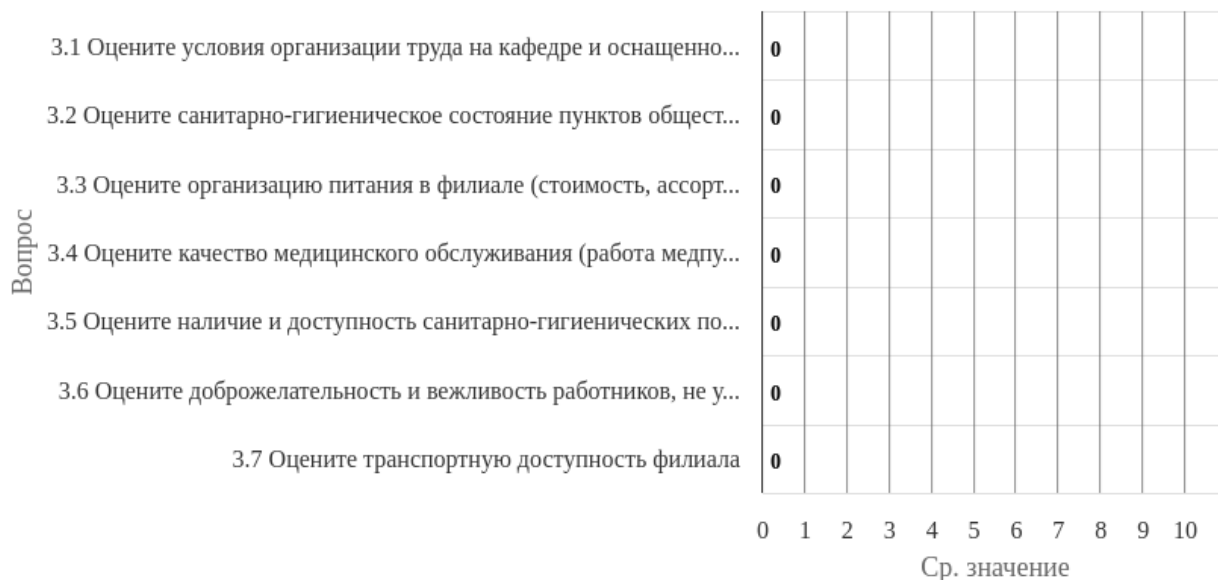 3.1 Оцените условия организации труда на кафедре и оснащенно... 0
3.2 Оцените санитарно-гигиеническое состояние пунктов общест... 0
3.3 Оцените организацию питания в филиале (стоимость, ассорт... 0
3.4 Оцените качество медицинского обслуживания (работа медпу... 0
3.5 Оцените наличие и доступность санитарно-гигиенических по... 0
3.6 Оцените доброжелательность и вежливость работников, не у... 0
3.7 Оцените транспортную доступность филиала 0
Вопрос
0 1 2 3 4 5 6 7 8 9 10
Ср. значение